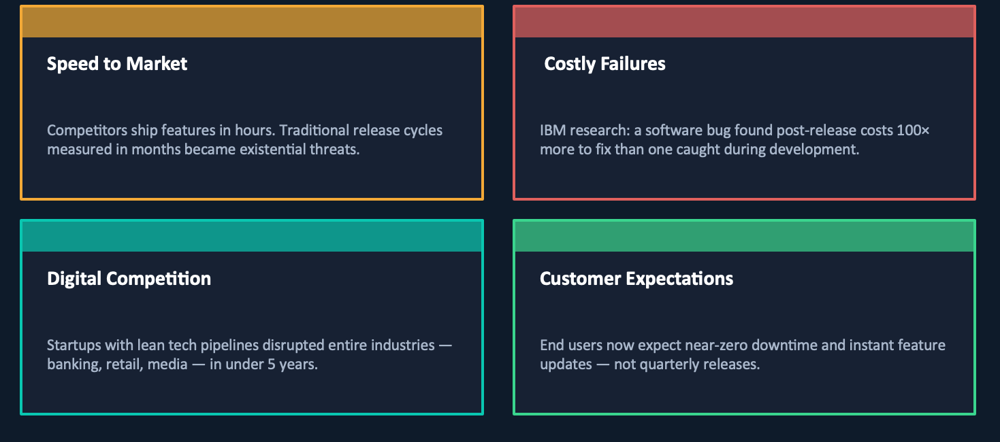 Speed to Market
Competitors ship features in hours. Traditional release cycles
measured in months became existential threats.
Costly Failures
IBM research: a software bug found post-release costs 100×
more to fix than one caught during development.
Digital Competition
Startups with lean tech pipelines disrupted entire industries —
banking, retail, media — in under 5 years.
Customer Expectations
End users now expect near-zero downtime and instant feature
updates — not quarterly releases.